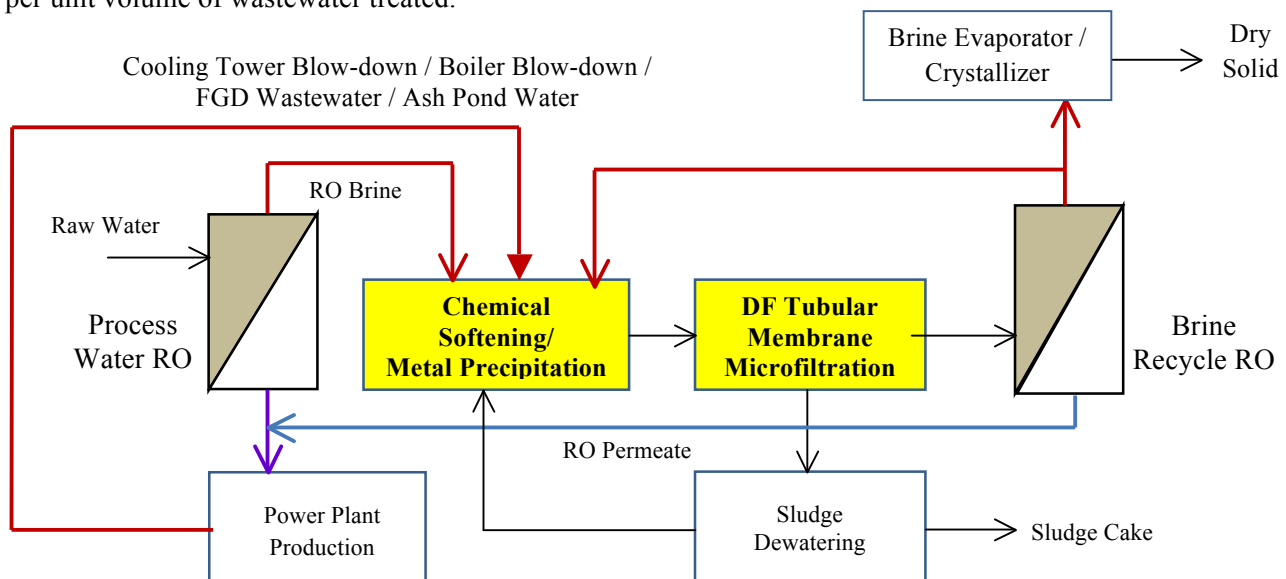 per unit volume of wastewater treated.
Cooling Tower Blow-down / Boiler Blow-down /
FGD Wastewater / Ash Pond Water
Brine Evaporator /
Crystallizer
Dry
Solid
RO Brine
Raw Water
Process
Water RO
Chemical
Softening/
Metal Precipitation
DF Tubular
Membrane
Microfiltration
Brine
Recycle RO
RO Permeate
Power Plant
Production
Sludge
Dewatering
Sludge Cake